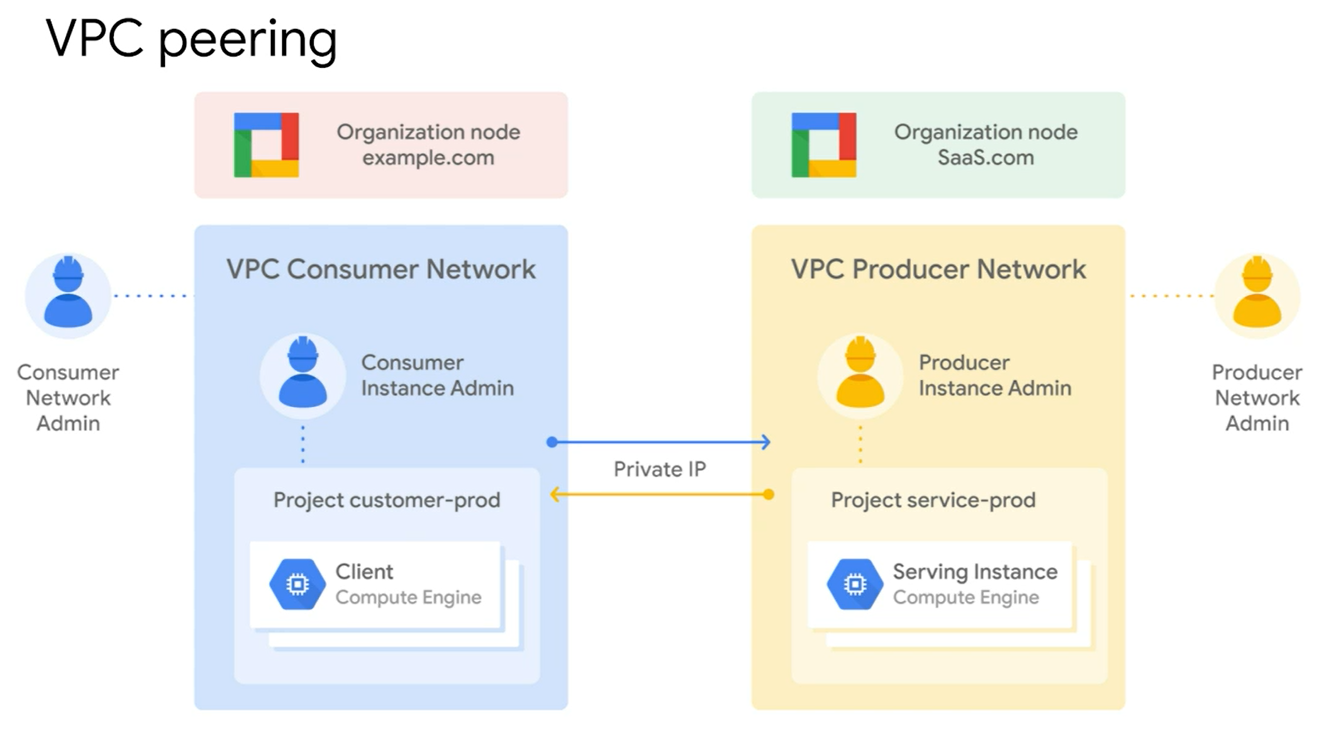 VPC peering
Organization node
example.com
Organization node
SaaS.com
VPC Consumer Network
VPC Producer Network
Consumer
Network
Admin
Consumer
Instance Admin
Producer
Instance Admin
Producer
Network
Admin
Private IP
Project customer-prod
Project service-prod
Client
Compute Engine
Serving Instance
Compute Engine